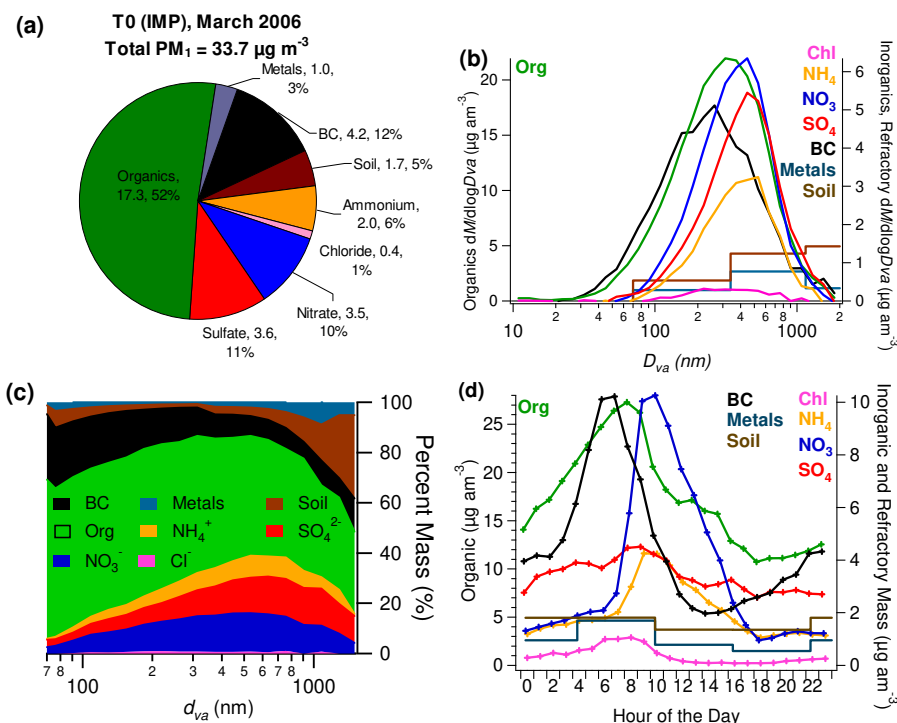 (a)
T0 (IMP), March 2006
Total PM1 = 33.7 µg m-3
Metals, 1.0,
3%
BC, 4.2, 12%
Soil, 1.7, 5%
Organics,
17.3, 52%
Ammonium,
2.0, 6%
Chloride, 0.4,
1%
Nitrate, 3.5,
10%
Sulfate, 3.6,
11%
(b)
Org
Chl
NH4
NO3
SO4
BC
Metals
Soil
Organics dM/dlogDva (µg am-3)
20
15
10
5
0
Inorganics, Refractory dM/dlogDva (µg am-3)
6
5
4
3
2
1
0
10 2 4 6 8 100 2 4 6 8 1000 2
Dva (nm)
(c)
BC Metals Soil
Org NH4+ SO42-
NO3- Cl-
100
80
60
40
20
0
Percent Mass (%)
7 8 100 2 3 4 5 6 7 8 1000
dva (nm)
(d)
Org
BC
Metals
Soil
Chl
NH4
NO3
SO4
Organic (µg am-3)
25
20
15
10
5
0
Inorganic and Refractory Mass (µg am-3)
10
8
6
4
2
0
0 2 4 6 8 10 12 14 16 18 20 22
Hour of the Day